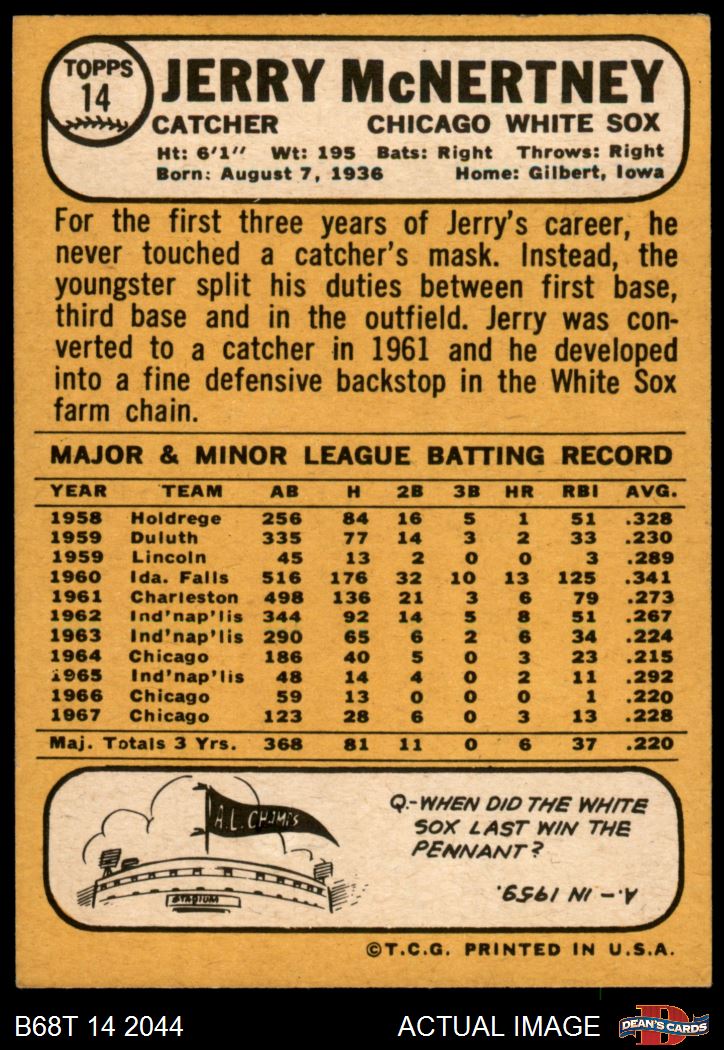 TOPPS
14
JERRY McNERTNEY
CATCHER CHICAGO WHITE SOX
Ht: 6'1" Wt: 195 Bats: Right Throws: Right
Born: August 7, 1936 Home: Gilbert, Iowa
For the first three years of Jerry's career, he
never touched a catcher's mask. Instead, the
youngster split his duties between first base,
third base and in the outfield. Jerry was con-
verted to a catcher in 1961 and he developed
into a fine defensive backstop in the White Sox
farm chain.
MAJOR & MINOR LEAGUE BATTING RECORD
YEAR TEAM AB H 2B 3B HR RBI AVG.
1958 Holdrege 256 84 16 5 1 51 .328
1959 Duluth 335 77 14 3 2 33 .230
1959 Lincoln 45 13 2 0 0 3 .289
1960 Ida. Falls 516 176 32 10 13 125 .341
1961 Charleston 498 136 21 3 6 79 .273
1962 Ind'nap'lis 344 92 14 5 8 51 .267
1963 Ind'nap'lis 290 65 6 2 6 34 .224
1964 Chicago 186 40 5 0 3 23 .215
1965 Ind'nap'lis 48 14 4 0 2 11 .292
1966 Chicago 59 13 0 0 0 1 .220
1967 Chicago 123 28 6 0 3 13 .228
Maj. Totals 3 Yrs. 368 81 11 0 6 37 .220
A.L. CHAMPS
STADIUM
Q.-WHEN DID THE WHITE
SOX LAST WIN THE
PENNANT?
A.-IN 1959.
©T.C.G. PRINTED IN U.S.A.
B68T 14 2044 ACTUAL IMAGE
D
DEAN'S CARDS